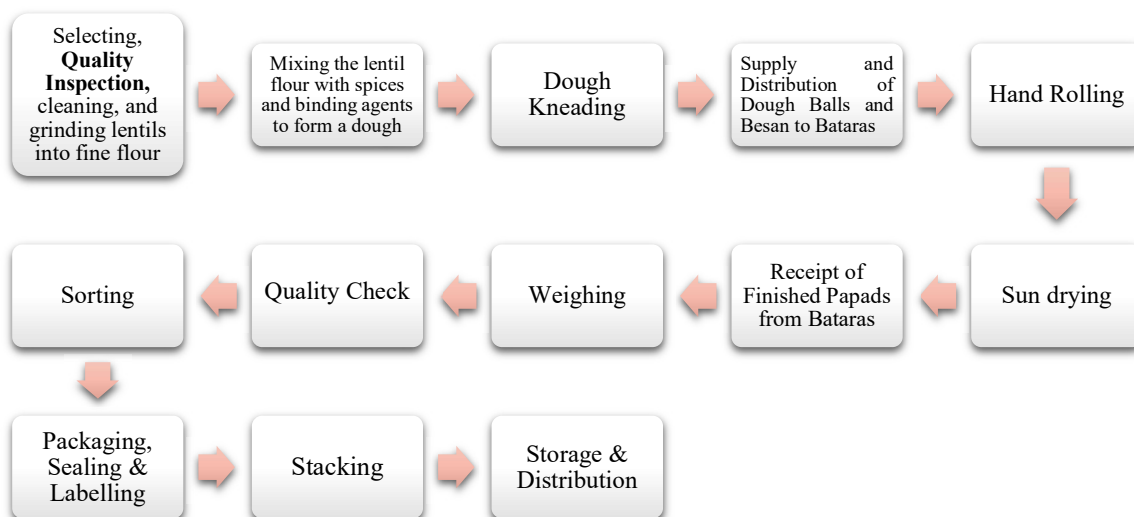 Selecting,
Quality
Inspection,
cleaning, and
grinding lentils
into fine flour
Mixing the lentil
flour with spices
and binding agents
to form a dough
Dough
Kneading
Supply and
Distribution of
Dough Balls and
Besan to Bataras
Hand Rolling
Sun drying
Receipt of
Finished Papads
from Bataras
Weighing
Quality Check
Sorting
Packaging,
Sealing &
Labelling
Stacking
Storage &
Distribution